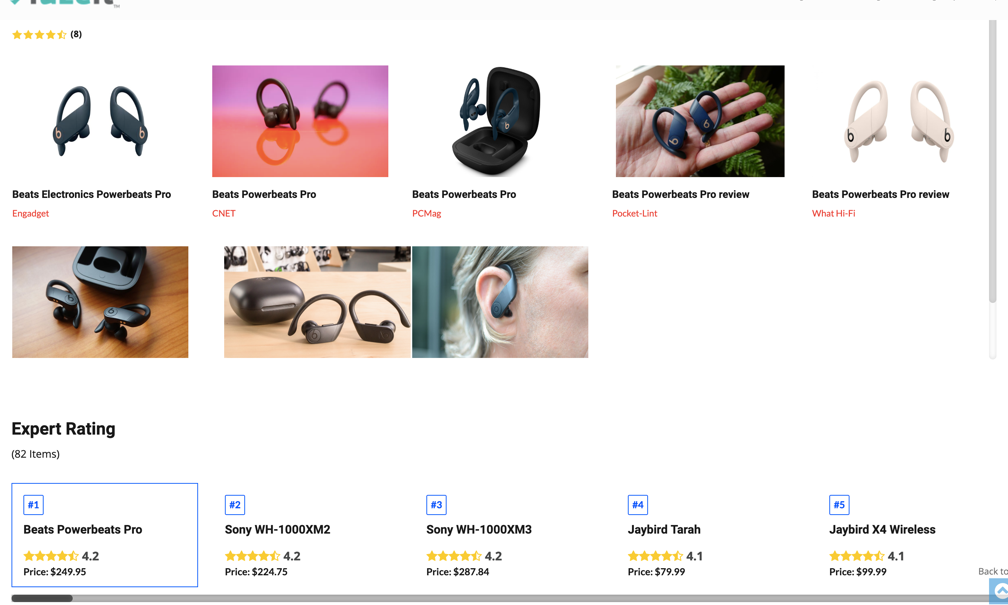 (8)
Beats Electronics Powerbeats Pro
Engadget
Beats Powerbeats Pro
CNET
Beats Powerbeats Pro
PCMag
Beats Powerbeats Pro review
Pocket-Lint
Beats Powerbeats Pro review
What Hi-Fi
Expert Rating
(82 Items)
#1
Beats Powerbeats Pro
4.2
Price: $249.95
#2
Sony WH-1000XM2
4.2
Price: $224.75
#3
Sony WH-1000XM3
4.2
Price: $287.84
#4
Jaybird Tarah
4.1
Price: $79.99
#5
Jaybird X4 Wireless
4.1
Price: $99.99
Back to